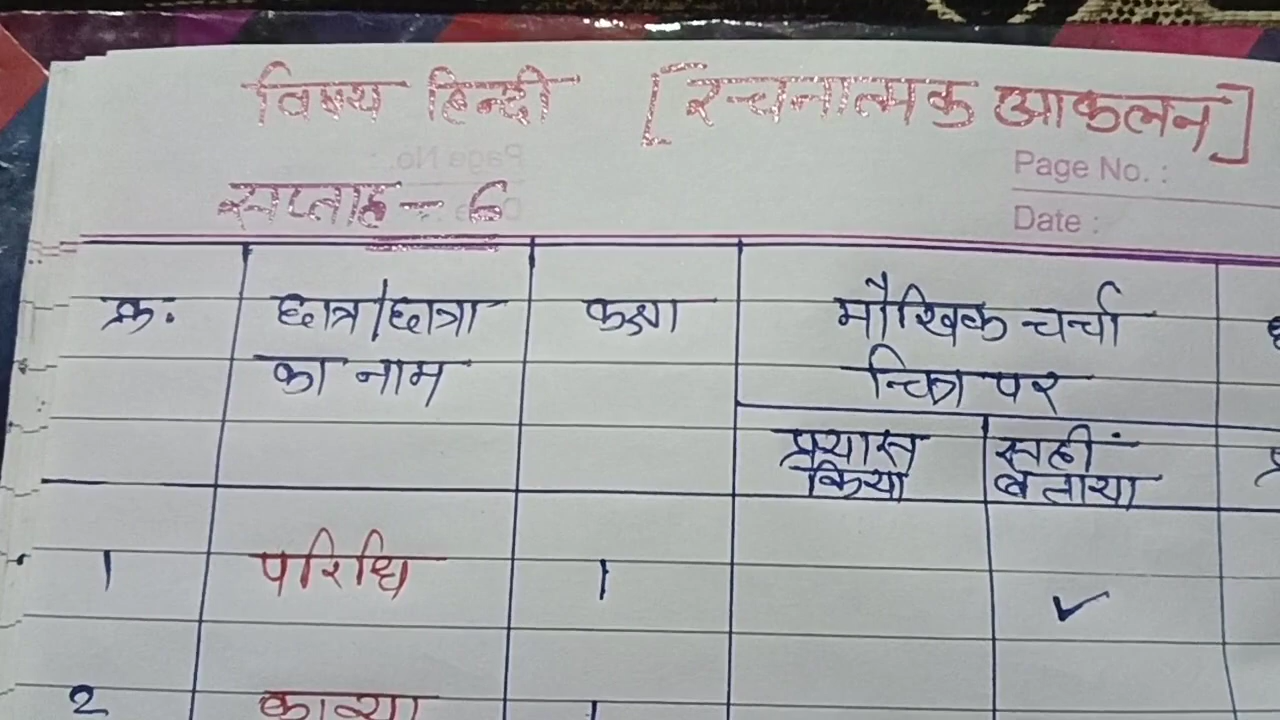 विषय हिन्दी [रचनात्मक आकलन]
Page No. :
सप्ताह - 6
Date :
क्र. छात्र/छात्रा कक्षा मौखिक चर्चा
का नाम चित्र पर
प्रयास सहीं
किया बताया
1 परिधि 1 ✓
2 काव्या 1